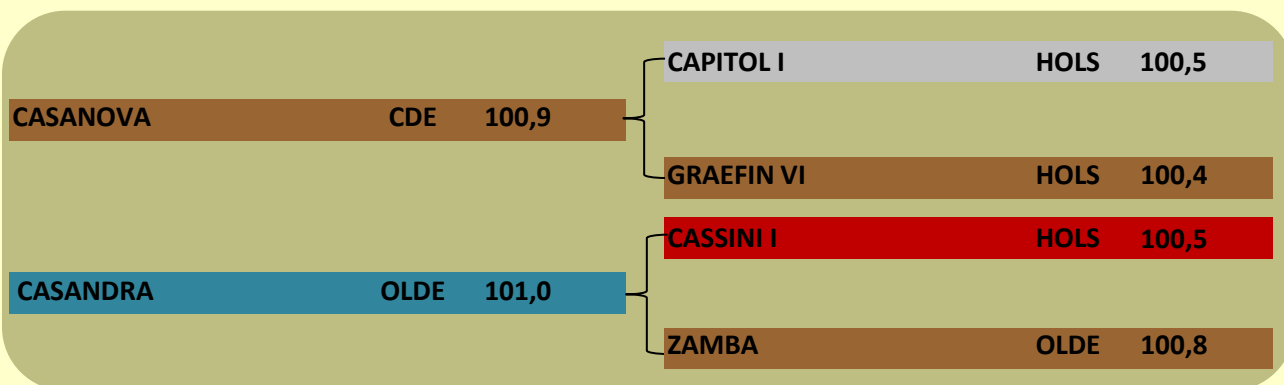 CAPITOL I HOLS 100,5
CASANOVA CDE 100,9
GRAEFIN VI HOLS 100,4
CASSINI I HOLS 100,5
CASANDRA OLDE 101,0
ZAMBA OLDE 100,8